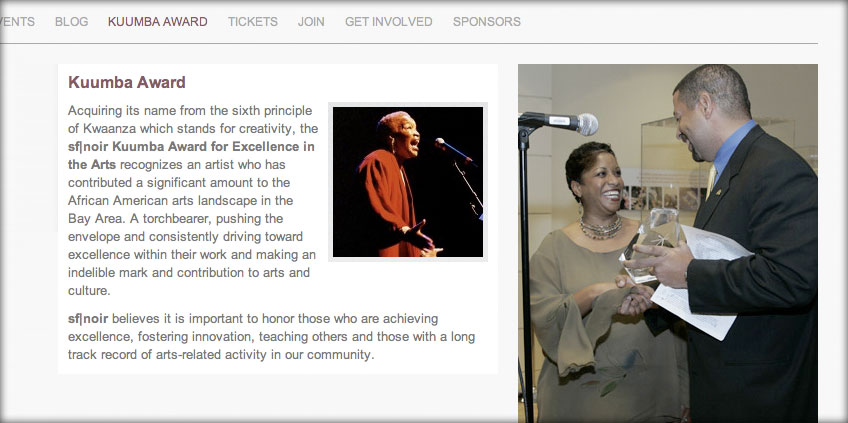 VENTS BLOG KUUMBA AWARD TICKETS JOIN GET INVOLVED SPONSORS
Kuumba Award
Acquiring its name from the sixth principle
of Kwaanza which stands for creativity, the
sf|noir Kuumba Award for Excellence in
the Arts recognizes an artist who has
contributed a significant amount to the
African American arts landscape in the
Bay Area. A torchbearer, pushing the
envelope and consistently driving toward
excellence within their work and making an
indelible mark and contribution to arts and
culture.
sf|noir believes it is important to honor those who are achieving
excellence, fostering innovation, teaching others and those with a long
track record of arts-related activity in our community.